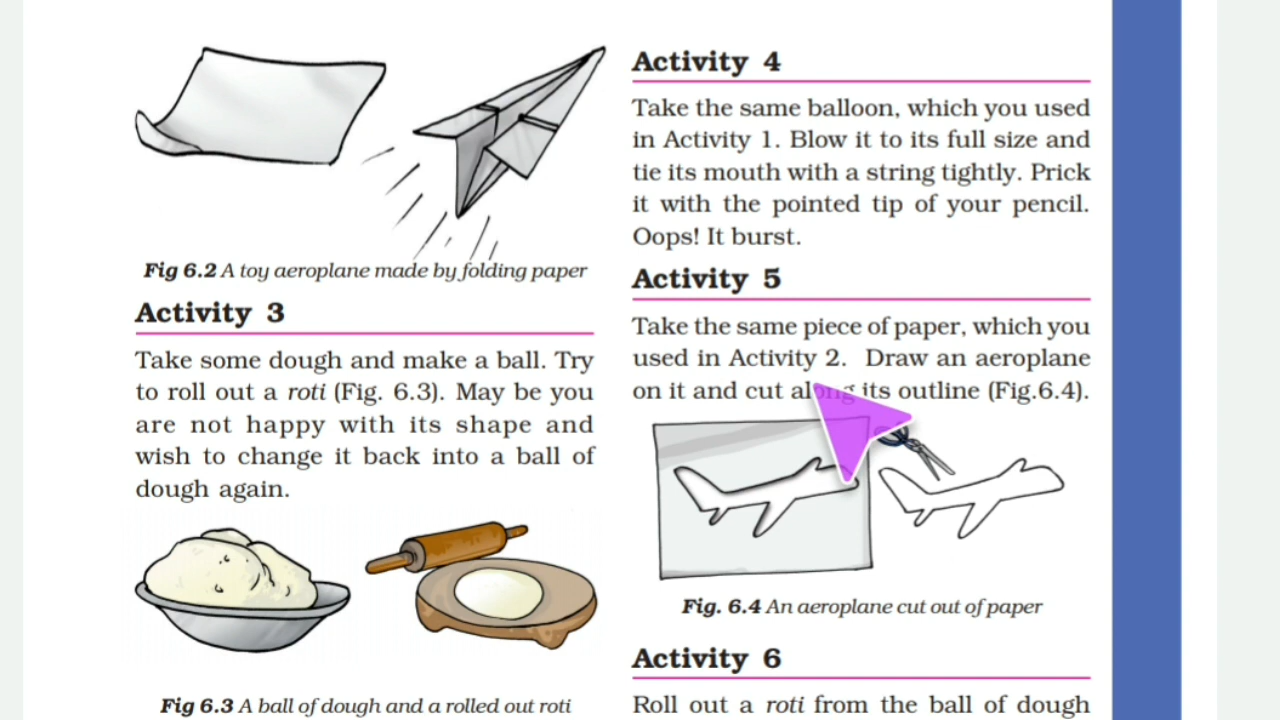 Fig 6.2 A toy aeroplane made by folding paper
Activity 3
Take some dough and make a ball. Try
to roll out a roti (Fig. 6.3). May be you
are not happy with its shape and
wish to change it back into a ball of
dough again.
Fig 6.3 A ball of dough and a rolled out roti
Activity 4
Take the same balloon, which you used
in Activity 1. Blow it to its full size and
tie its mouth with a string tightly. Prick
it with the pointed tip of your pencil.
Oops! It burst.
Activity 5
Take the same piece of paper, which you
used in Activity 2. Draw an aeroplane
on it and cut along its outline (Fig.6.4).
Fig. 6.4 An aeroplane cut out of paper
Activity 6
Roll out a roti from the ball of dough